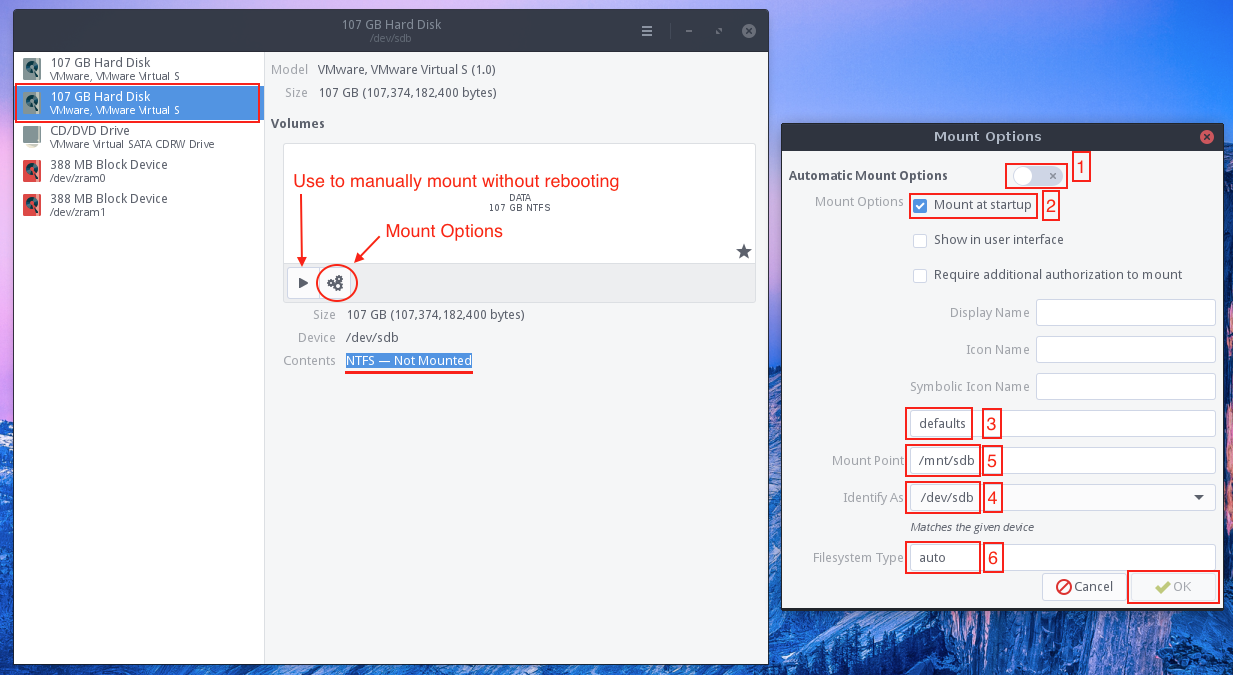 107 GB Hard Disk
/dev/sdb
107 GB Hard Disk
VMware, VMware Virtual S
107 GB Hard Disk
VMware, VMware Virtual S
CD/DVD Drive
VMware Virtual SATA CDRW Drive
388 MB Block Device
/dev/zram0
388 MB Block Device
/dev/zram1
Model VMware, VMware Virtual S (1.0)
Size 107 GB (107,374,182,400 bytes)
Volumes
Use to manually mount without rebooting
DATA
107 GB NTFS
Mount Options
Size 107 GB (107,374,182,400 bytes)
Device /dev/sdb
Contents NTFS — Not Mounted
Mount Options
Automatic Mount Options 1
Mount Options Mount at startup 2
Show in user interface
Require additional authorization to mount
Display Name
Icon Name
Symbolic Icon Name
defaults 3
Mount Point /mnt/sdb 5
Identify As /dev/sdb 4
Matches the given device
Filesystem Type auto 6
Cancel OK